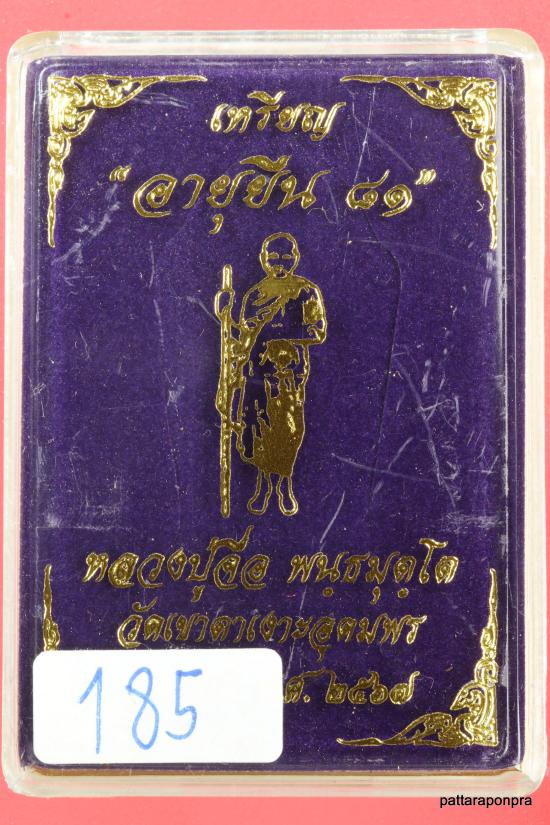 เหรียญ
“อายุยืน ๘๑”
หลวงปู่จื่อ พนฺธมุตฺโต
วัดเขาตาเงาะอุดมพร
ต. ๒๕๖๗
185
pattaraponpra